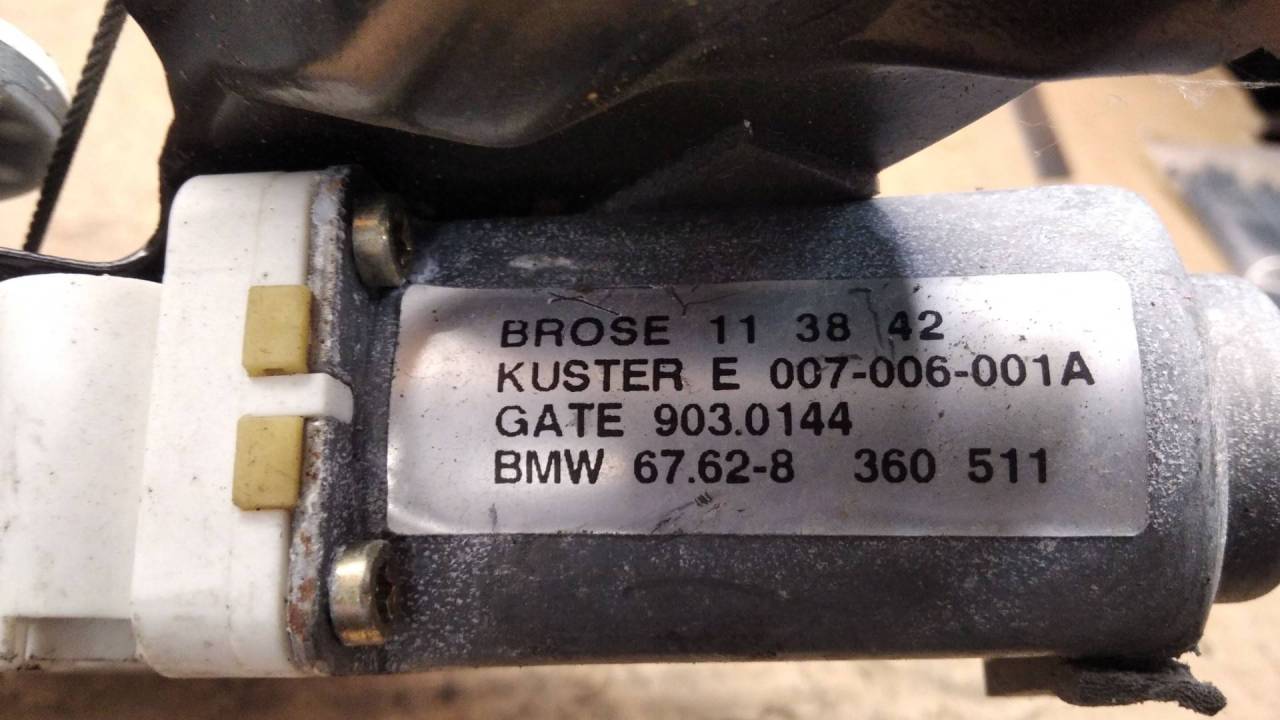 BROSE 11 38 42
KUSTER E 007-006-001A
GATE 903.0144
BMW 67.62-8 360 511